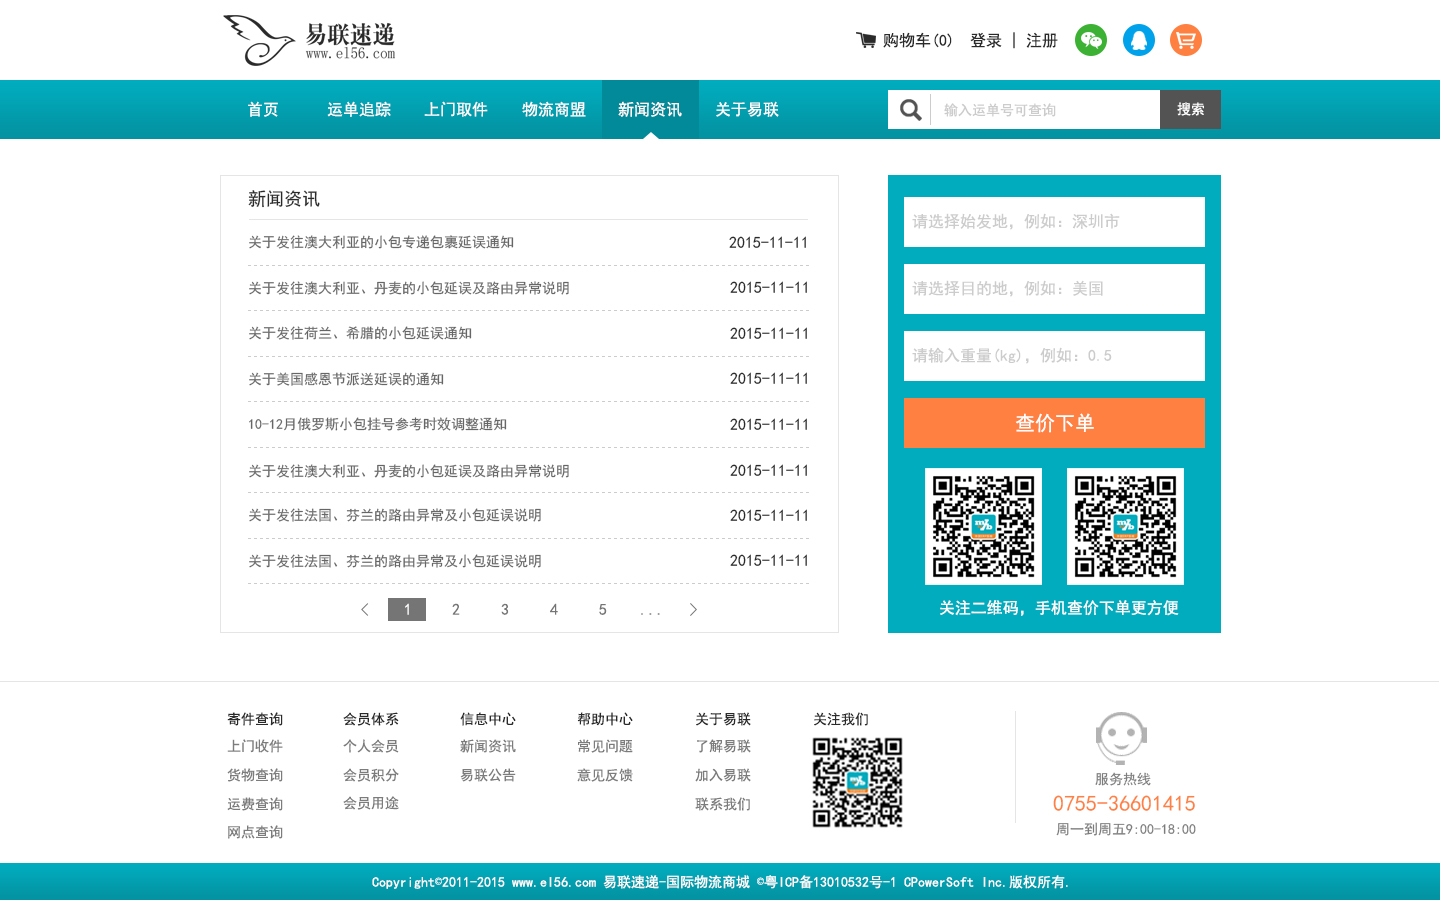 易联速递
www.el56.com
购物车(0) 登录 | 注册
首页 运单追踪 上门取件 物流商盟 新闻资讯 关于易联
输入运单号可查询 搜索
新闻资讯
关于发往澳大利亚的小包专递包裹延误通知 2015-11-11
关于发往澳大利亚、丹麦的小包延误及路由异常说明 2015-11-11
关于发往荷兰、希腊的小包延误通知 2015-11-11
关于美国感恩节派送延误的通知 2015-11-11
10-12月俄罗斯小包挂号参考时效调整通知 2015-11-11
关于发往澳大利亚、丹麦的小包延误及路由异常说明 2015-11-11
关于发往法国、芬兰的路由异常及小包延误说明 2015-11-11
关于发往法国、芬兰的路由异常及小包延误说明 2015-11-11
1 2 3 4 5 ...
请选择始发地，例如：深圳市
请选择目的地，例如：美国
请输入重量(kg)，例如：0.5
查价下单
关注二维码，手机查价下单更方便
寄件查询
上门收件
货物查询
运费查询
网点查询
会员体系
个人会员
会员积分
会员用途
信息中心
新闻资讯
易联公告
帮助中心
常见问题
意见反馈
关于易联
了解易联
加入易联
联系我们
关注我们
服务热线
0755-36601415
周一到周五9:00-18:00
Copyright©2011-2015 www.el56.com 易联速递-国际物流商城 ©粤ICP备13010532号-1 CPowerSoft Inc.版权所有.